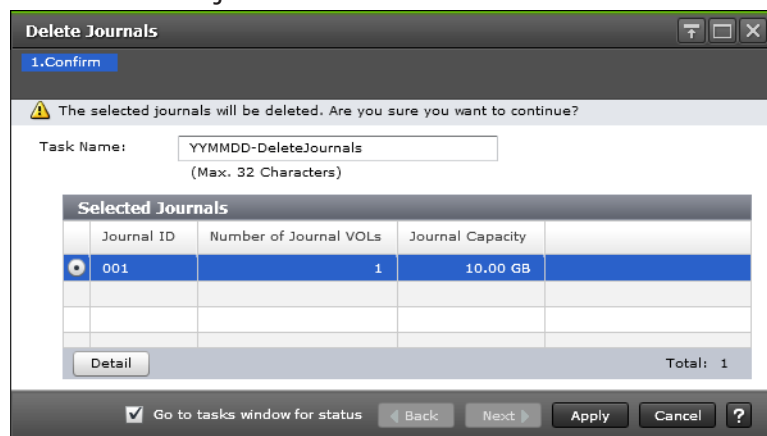 Delete Journals
1.Confirm
The selected journals will be deleted. Are you sure you want to continue?
Task Name: YYMMDD-DeleteJournals
(Max. 32 Characters)
Selected Journals
Journal ID Number of Journal VOLs Journal Capacity
001 1 10.00 GB
Detail Total: 1
Go to tasks window for status Back Next Apply Cancel ?